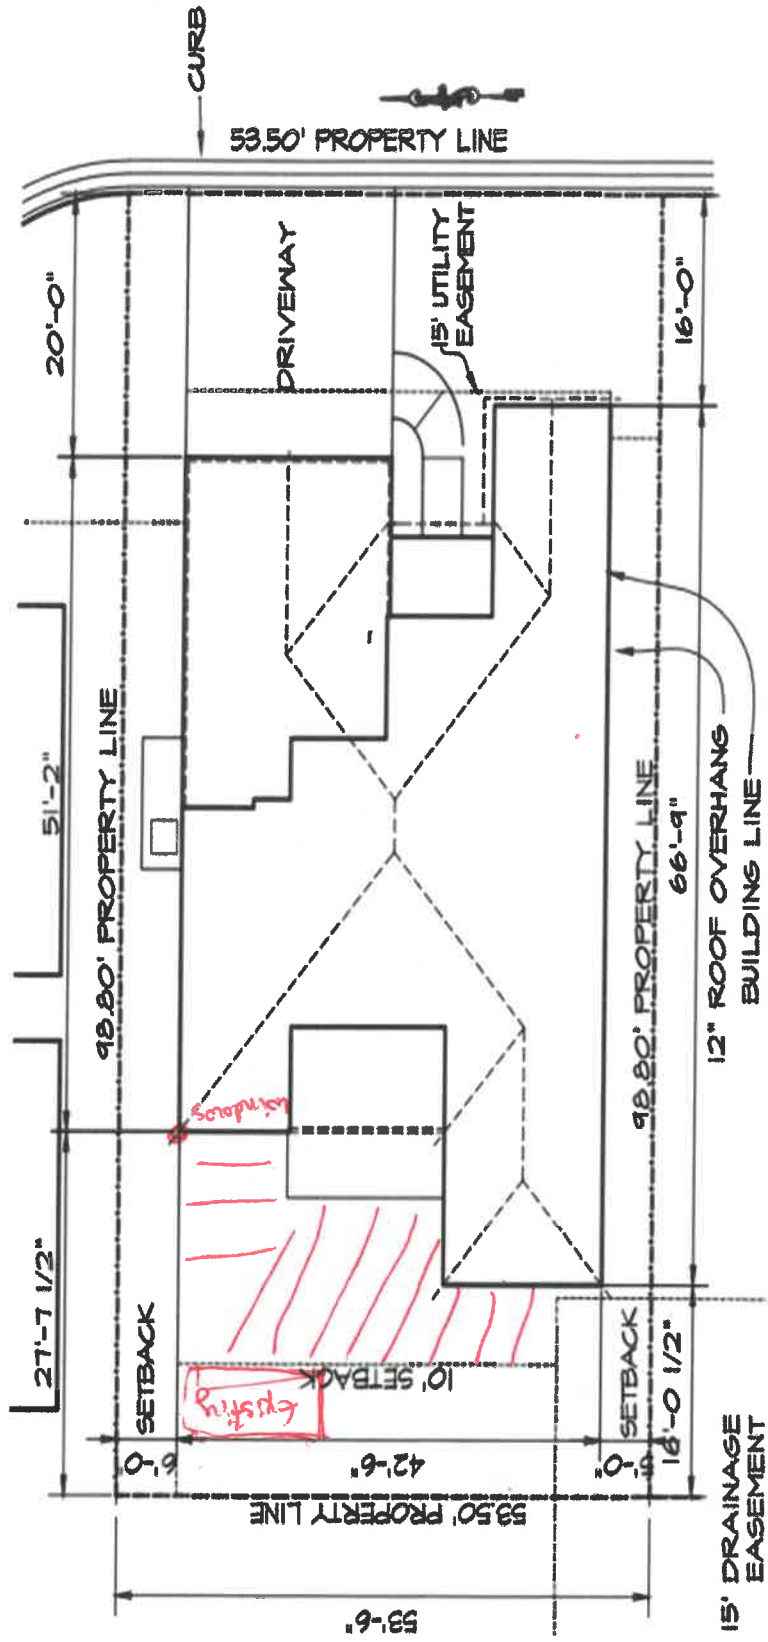 CURB
53.50' PROPERTY LINE
20'-0"
DRIVEWAY
15' UTILITY
EASEMENT
16'-0"
51'-2"
98.80' PROPERTY LINE
windows
27'-7 1/2"
SETBACK
Existing
10' SETBACK
6'-0"
42'-6"
5'-0"
53.50' PROPERTY LINE
53'-6"
SETBACK
16'-0 1/2"
98.80' PROPERTY LINE
66'-9"
12" ROOF OVERHANG
BUILDING LINE
15' DRAINAGE
EASEMENT